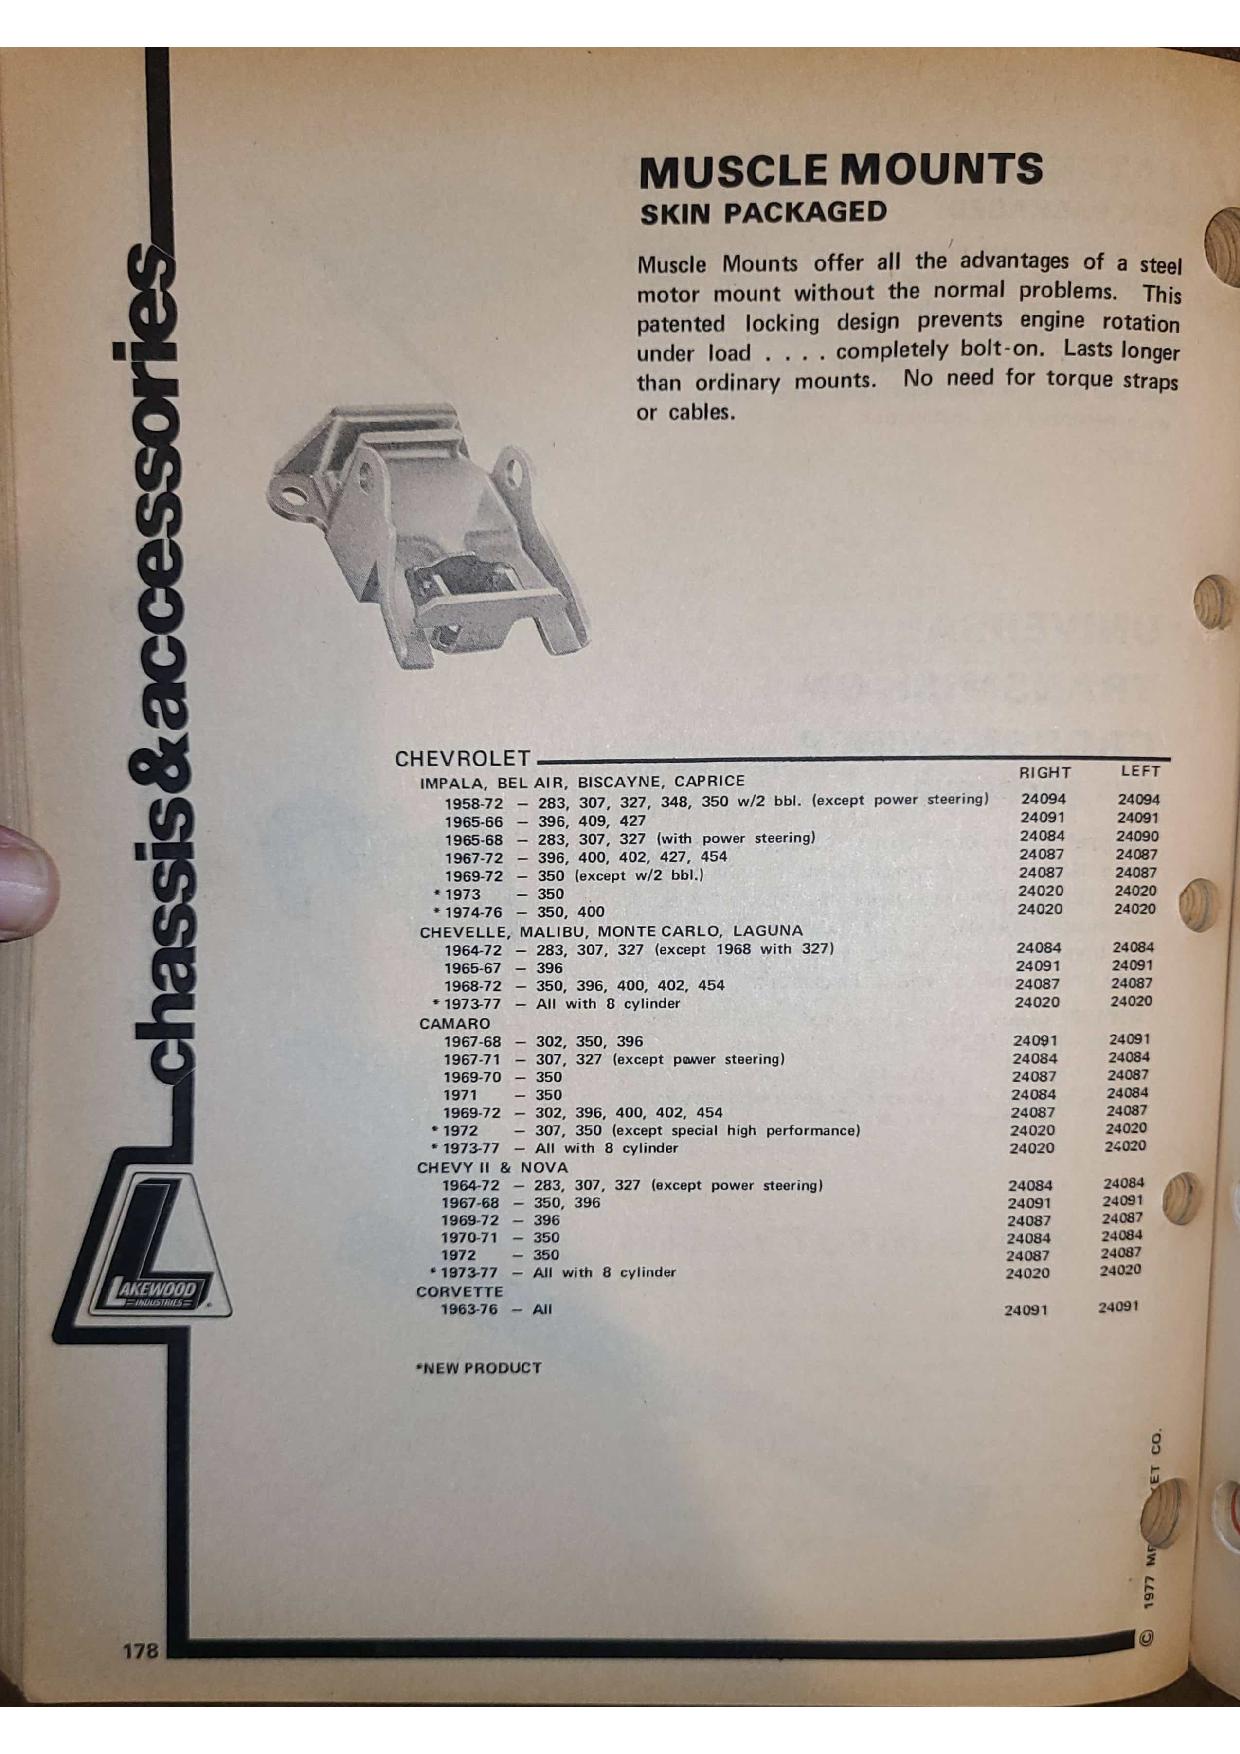 MUSCLE MOUNTS
SKIN PACKAGED
Muscle Mounts offer all the advantages of a steel
motor mount without the normal problems. This
patented locking design prevents engine rotation
under load . . . . completely bolt-on. Lasts longer
than ordinary mounts. No need for torque straps
or cables.
chassis&accessories
CHEVROLET
IMPALA, BEL AIR, BISCAYNE, CAPRICE RIGHT LEFT
1958-72 – 283, 307, 327, 348, 350 w/2 bbl. (except power steering) 24094 24094
1965-66 – 396, 409, 427 24091 24091
1965-68 – 283, 307, 327 (with power steering) 24084 24090
1967-72 – 396, 400, 402, 427, 454 24087 24087
1969-72 – 350 (except w/2 bbl.) 24087 24087
* 1973 – 350 24020 24020
* 1974-76 – 350, 400 24020 24020
CHEVELLE, MALIBU, MONTE CARLO, LAGUNA
1964-72 – 283, 307, 327 (except 1968 with 327) 24084 24084
1965-67 – 396 24091 24091
1968-72 – 350, 396, 400, 402, 454 24087 24087
* 1973-77 – All with 8 cylinder 24020 24020
CAMARO
1967-68 – 302, 350, 396 24091 24091
1967-71 – 307, 327 (except power steering) 24084 24084
1969-70 – 350 24087 24087
1971 – 350 24084 24084
1969-72 – 302, 396, 400, 402, 454 24087 24087
* 1972 – 307, 350 (except special high performance) 24020 24020
* 1973-77 – All with 8 cylinder 24020 24020
CHEVY II & NOVA
1964-72 – 283, 307, 327 (except power steering) 24084 24084
1967-68 – 350, 396 24091 24091
1969-72 – 396 24087 24087
1970-71 – 350 24084 24084
1972 – 350 24087 24087
* 1973-77 – All with 8 cylinder 24020 24020
CORVETTE
1963-76 – All 24091 24091
*NEW PRODUCT
LAKEWOOD
INDUSTRIES
®
© 1977 CO.
178